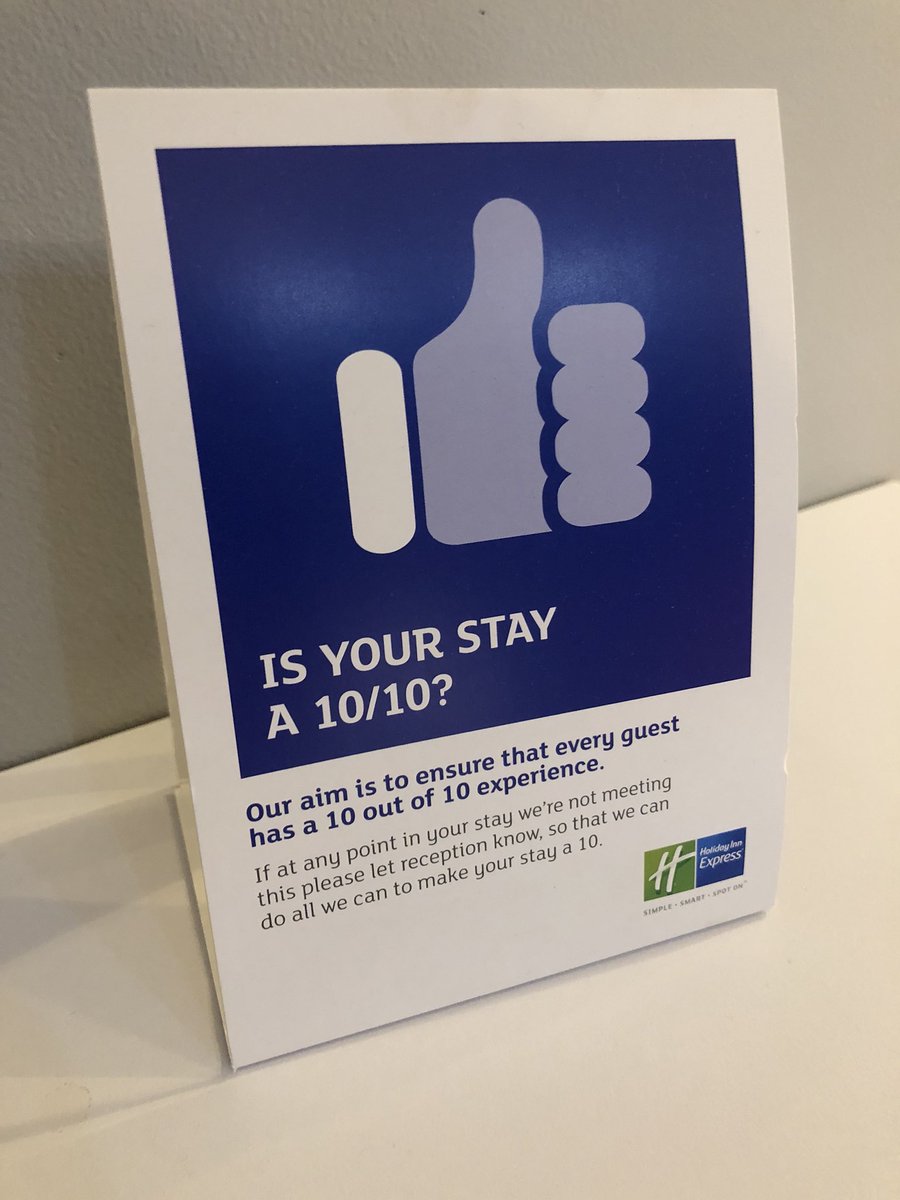 IS YOUR STAY
A 10/10?
Our aim is to ensure that every guest
has a 10 out of 10 experience.
If at any point in your stay we're not meeting
this please let reception know, so that we can
do all we can to make your stay a 10.
H
Holiday Inn
Express®
SIMPLE • SMART • SPOT ON™